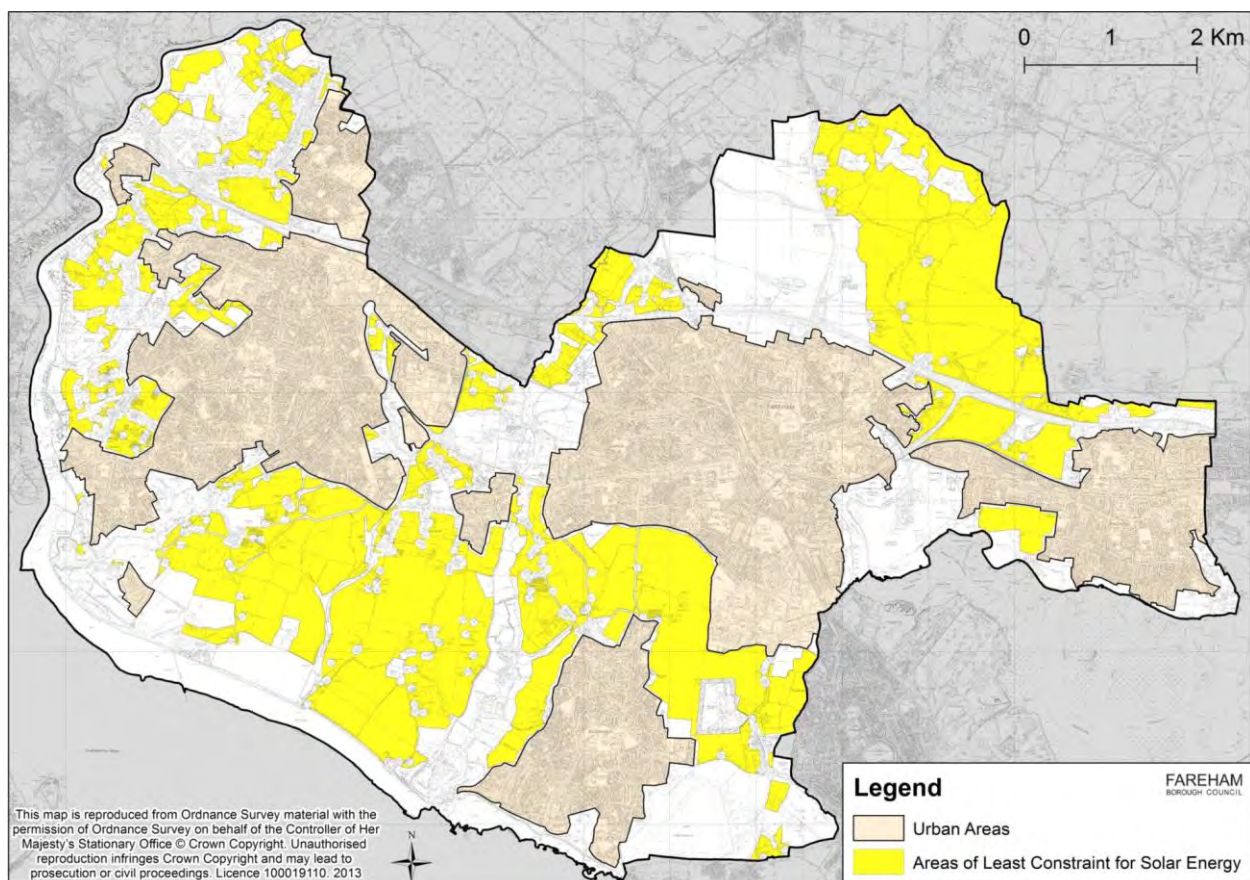 0 1 2 Km
This map is reproduced from Ordnance Survey material with the
permission of Ordnance Survey on behalf of the Controller of Her
Majesty's Stationary Office © Crown Copyright. Unauthorised
reproduction infringes Crown Copyright and may lead to
prosecution or civil proceedings. Licence 100019110. 2013
N
Legend
FAREHAM
BOROUGH COUNCIL
Urban Areas
Areas of Least Constraint for Solar Energy